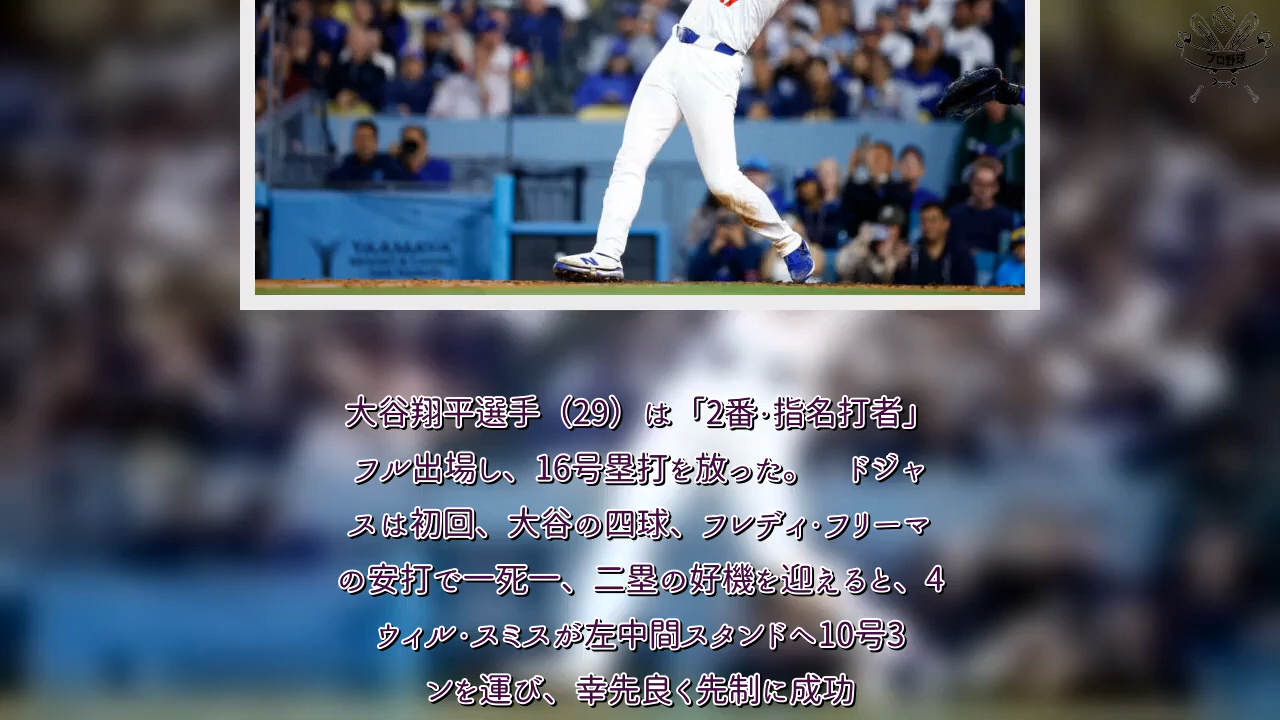 プロ野球
大谷翔平選手（29）は「2番·指名打者」
フル出場し、16号塁打を放った。　ドジャ
スは初回、大谷の四球、フレディ·フリーマ
の安打で一死一、二塁の好機を迎えると、4
ウィル·スミスが左中間スタンドへ10号3
ンを運び、幸先良く先制に成功